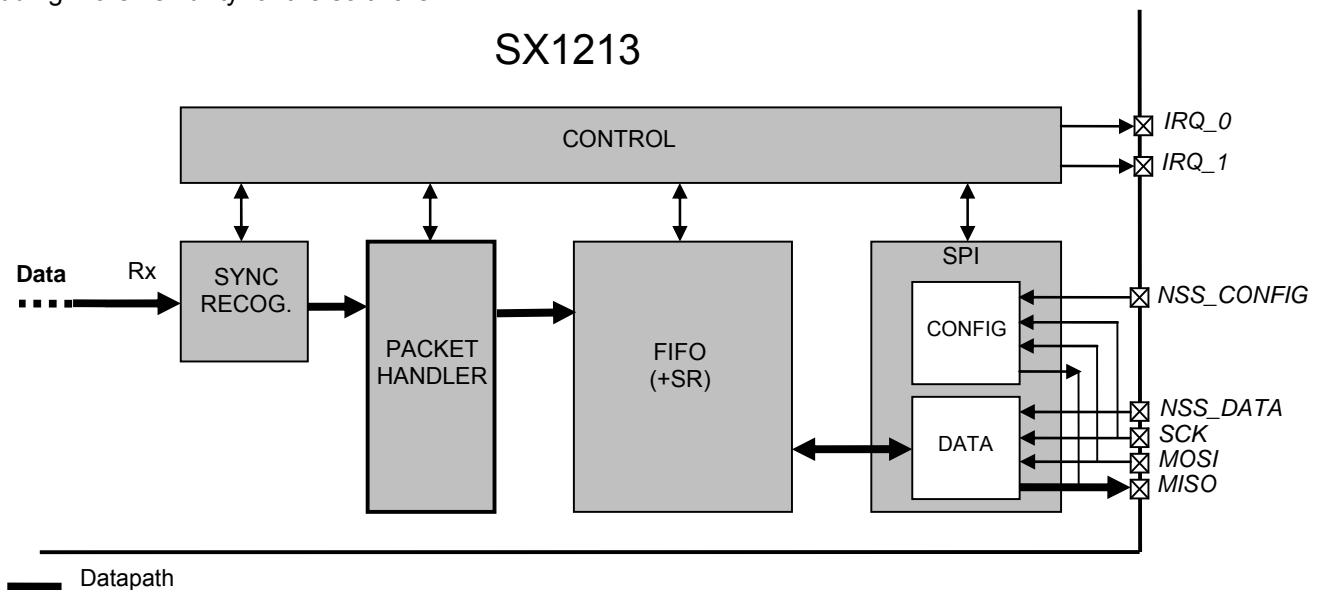 SX1213
CONTROL
IRQ_0
IRQ_1
SPI
Data
Rx
SYNC
RECOG.
NSS_CONFIG
CONFIG
PACKET
HANDLER
FIFO
(+SR)
NSS_DATA
DATA
SCK
MOSI
MISO
Datapath